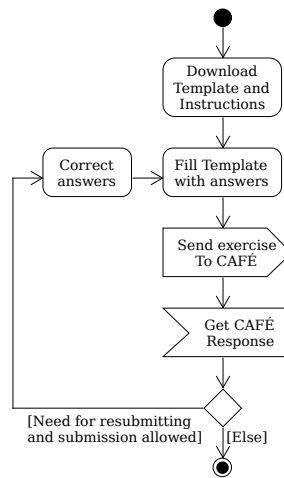 Download
Template and
Instructions
Correct
answers
Fill Template
with answers
Send exercise
To CAFÉ
Get CAFÉ
Response
[Need for resubmitting
and submission allowed]
[Else]